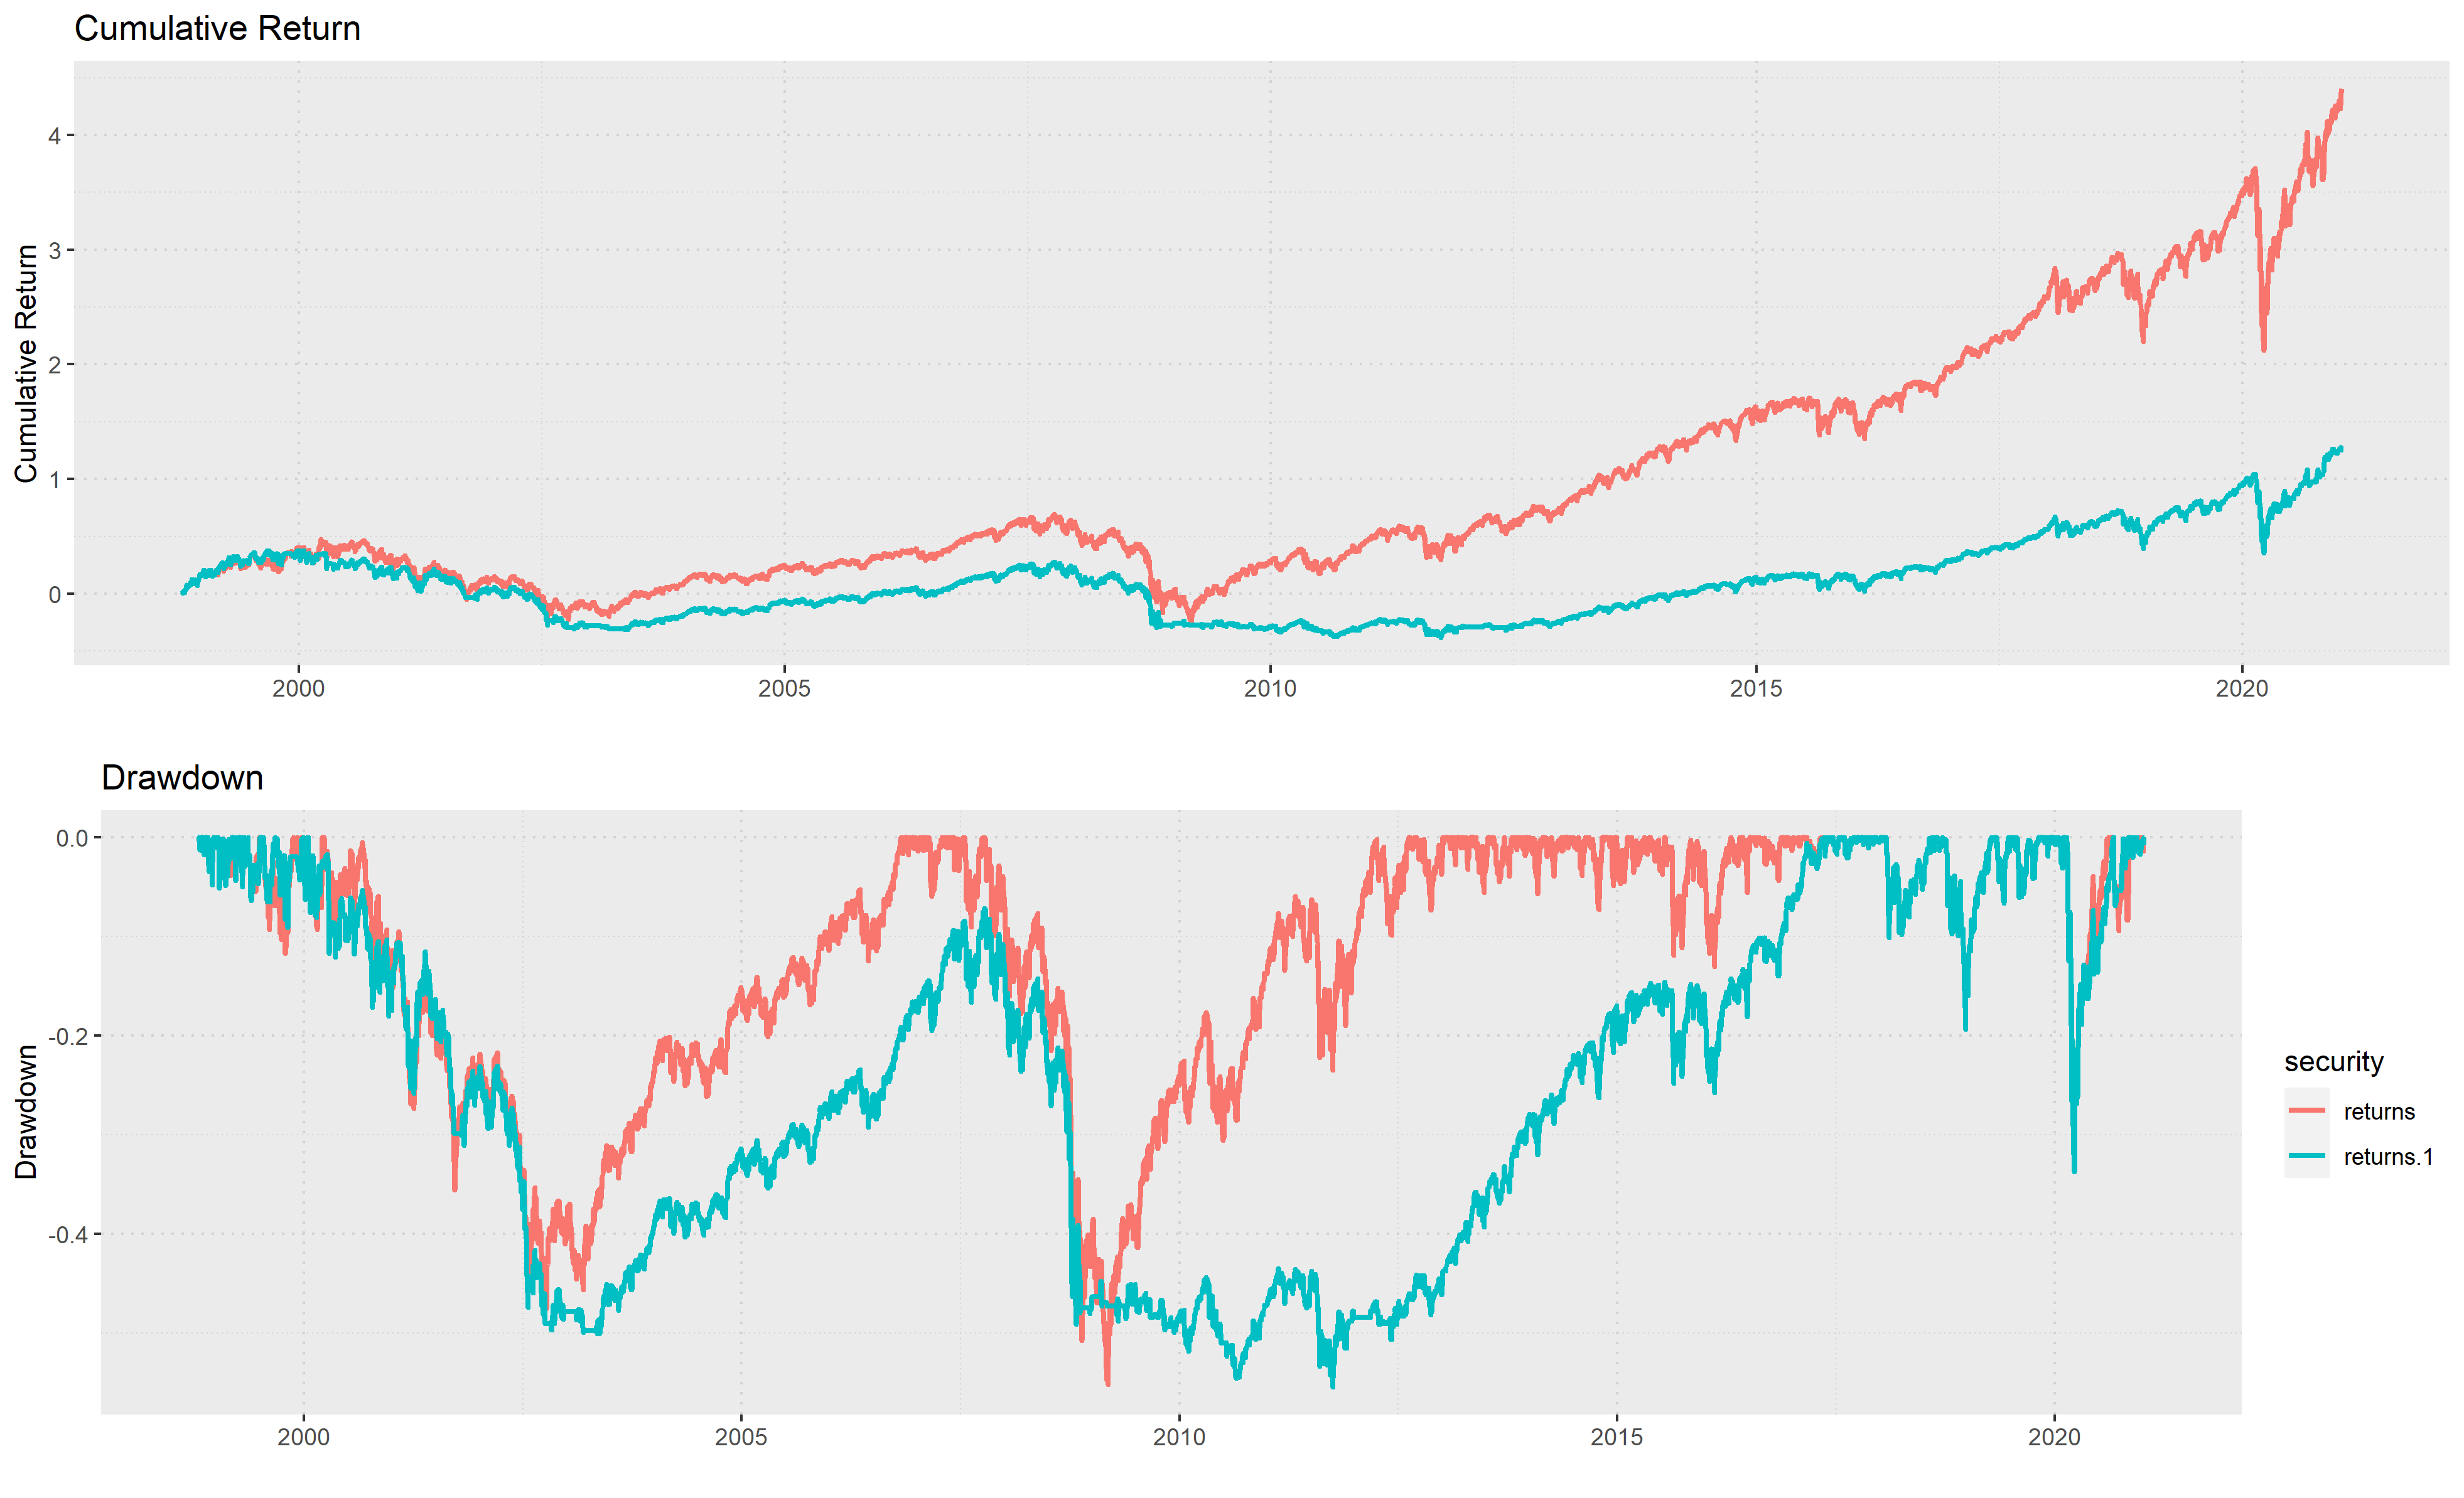 Cumulative Return
Cumulative Return
4
3
2
1
0
2000 2005 2010 2015 2020
Drawdown
Drawdown
0.0
-0.2
-0.4
2000 2005 2010 2015 2020
security
returns
returns.1